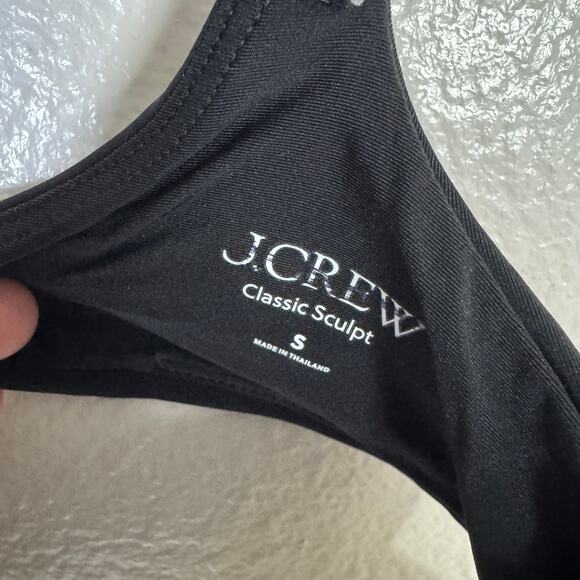 J.CREW
Classic Sculpt
S
MADE IN THAILAND